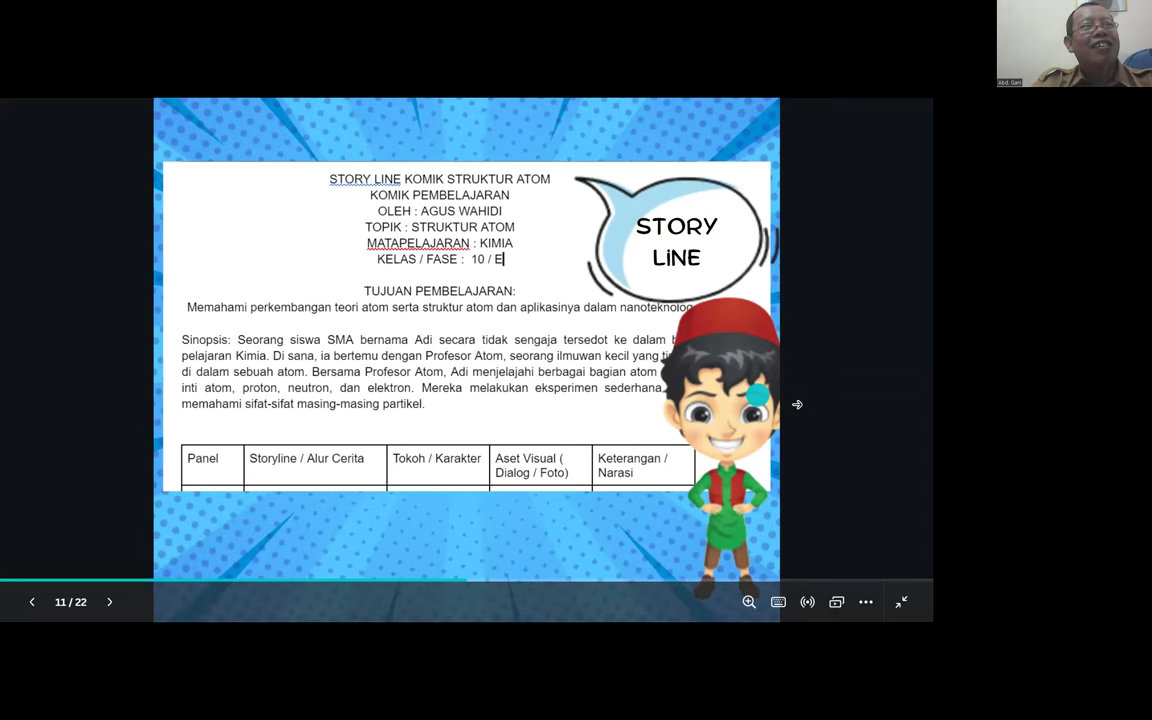 Abd. Gani
STORY LINE KOMIK STRUKTUR ATOM
KOMIK PEMBELAJARAN
OLEH : AGUS WAHIDI
TOPIK : STRUKTUR ATOM
MATAPELAJARAN : KIMIA
KELAS / FASE : 10 / E
STORY
LiNE
TUJUAN PEMBELAJARAN:
Memahami perkembangan teori atom serta struktur atom dan aplikasinya dalam nanoteknolog
Sinopsis: Seorang siswa SMA bernama Adi secara tidak sengaja tersedot ke dalam b
pelajaran Kimia. Di sana, ia bertemu dengan Profesor Atom, seorang ilmuwan kecil yang
di dalam sebuah atom. Bersama Profesor Atom, Adi menjelajahi berbagai bagian atom
inti atom, proton, neutron, dan elektron. Mereka melakukan eksperimen sederhana
memahami sifat-sifat masing-masing partikel.
Panel Storyline / Alur Cerita Tokoh / Karakter Aset Visual ( Keterangan /
Dialog / Foto) Narasi
11 / 22